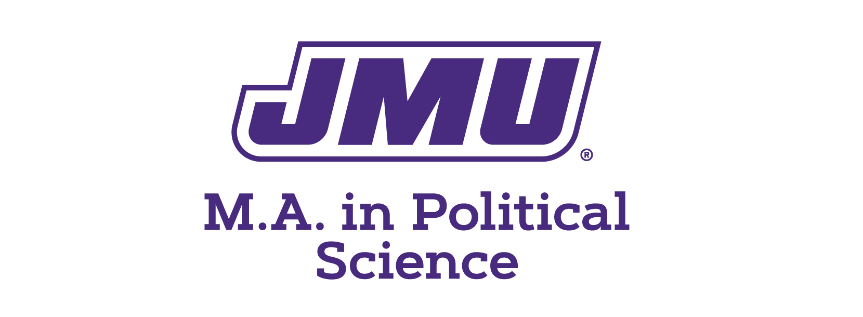 JMU®
M.A. in Political
Science